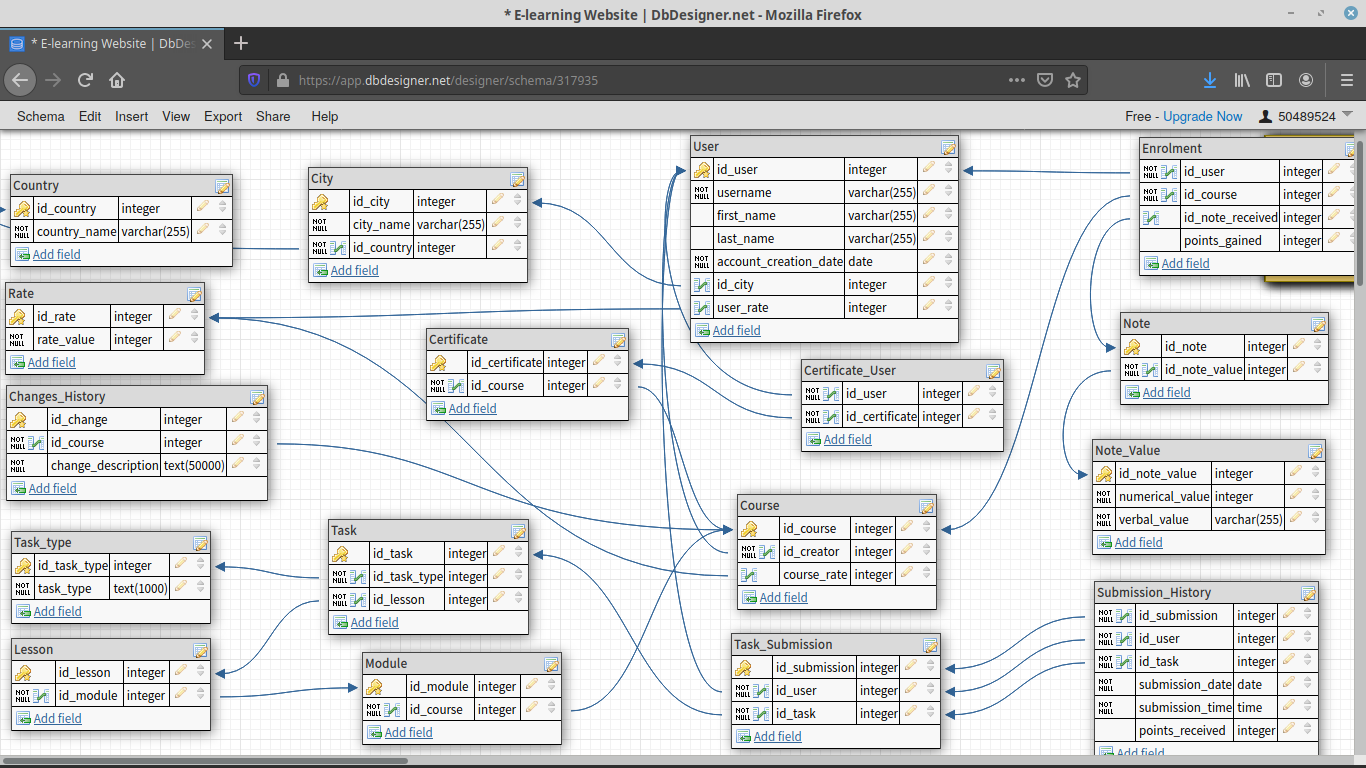 * E-learning Website | DbDesigner.net - Mozilla Firefox
* E-learning Website | DbDes
https://app.dbdesigner.net/designer/schema/317935
Schema Edit Insert View Export Share Help Free - Upgrade Now 50489524
Country
id_country integer
NOT NULL country_name varchar(255)
Add field
City
id_city integer
NOT NULL city_name varchar(255)
NOT NULL id_country integer
Add field
User
id_user integer
NOT NULL username varchar(255)
first_name varchar(255)
last_name varchar(255)
NOT NULL account_creation_date date
id_city integer
user_rate integer
Add field
Enrolment
NOT NULL id_user integer
NOT NULL id_course integer
id_note_received integer
points_gained integer
Add field
Rate
id_rate integer
NOT NULL rate_value integer
Add field
Certificate
id_certificate integer
NOT NULL id_course integer
Add field
Certificate_User
NOT NULL id_user integer
NOT NULL id_certificate integer
Add field
Note
id_note integer
NOT NULL id_note_value integer
Add field
Changes_History
id_change integer
NOT NULL id_course integer
NOT NULL change_description text(50000)
Add field
Note_Value
id_note_value integer
NOT NULL numerical_value integer
NOT NULL verbal_value varchar(255)
Add field
Course
id_course integer
NOT NULL id_creator integer
course_rate integer
Add field
Task_type
id_task_type integer
NOT NULL task_type text(1000)
Add field
Task
id_task integer
NOT NULL id_task_type integer
NOT NULL id_lesson integer
Add field
Submission_History
NOT NULL id_submission integer
NOT NULL id_user integer
NOT NULL id_task integer
NOT NULL submission_date date
NOT NULL submission_time time
points_received integer
Add field
Lesson
id_lesson integer
NOT NULL id_module integer
Add field
Module
id_module integer
NOT NULL id_course integer
Add field
Task_Submission
id_submission integer
NOT NULL id_user integer
NOT NULL id_task integer
Add field